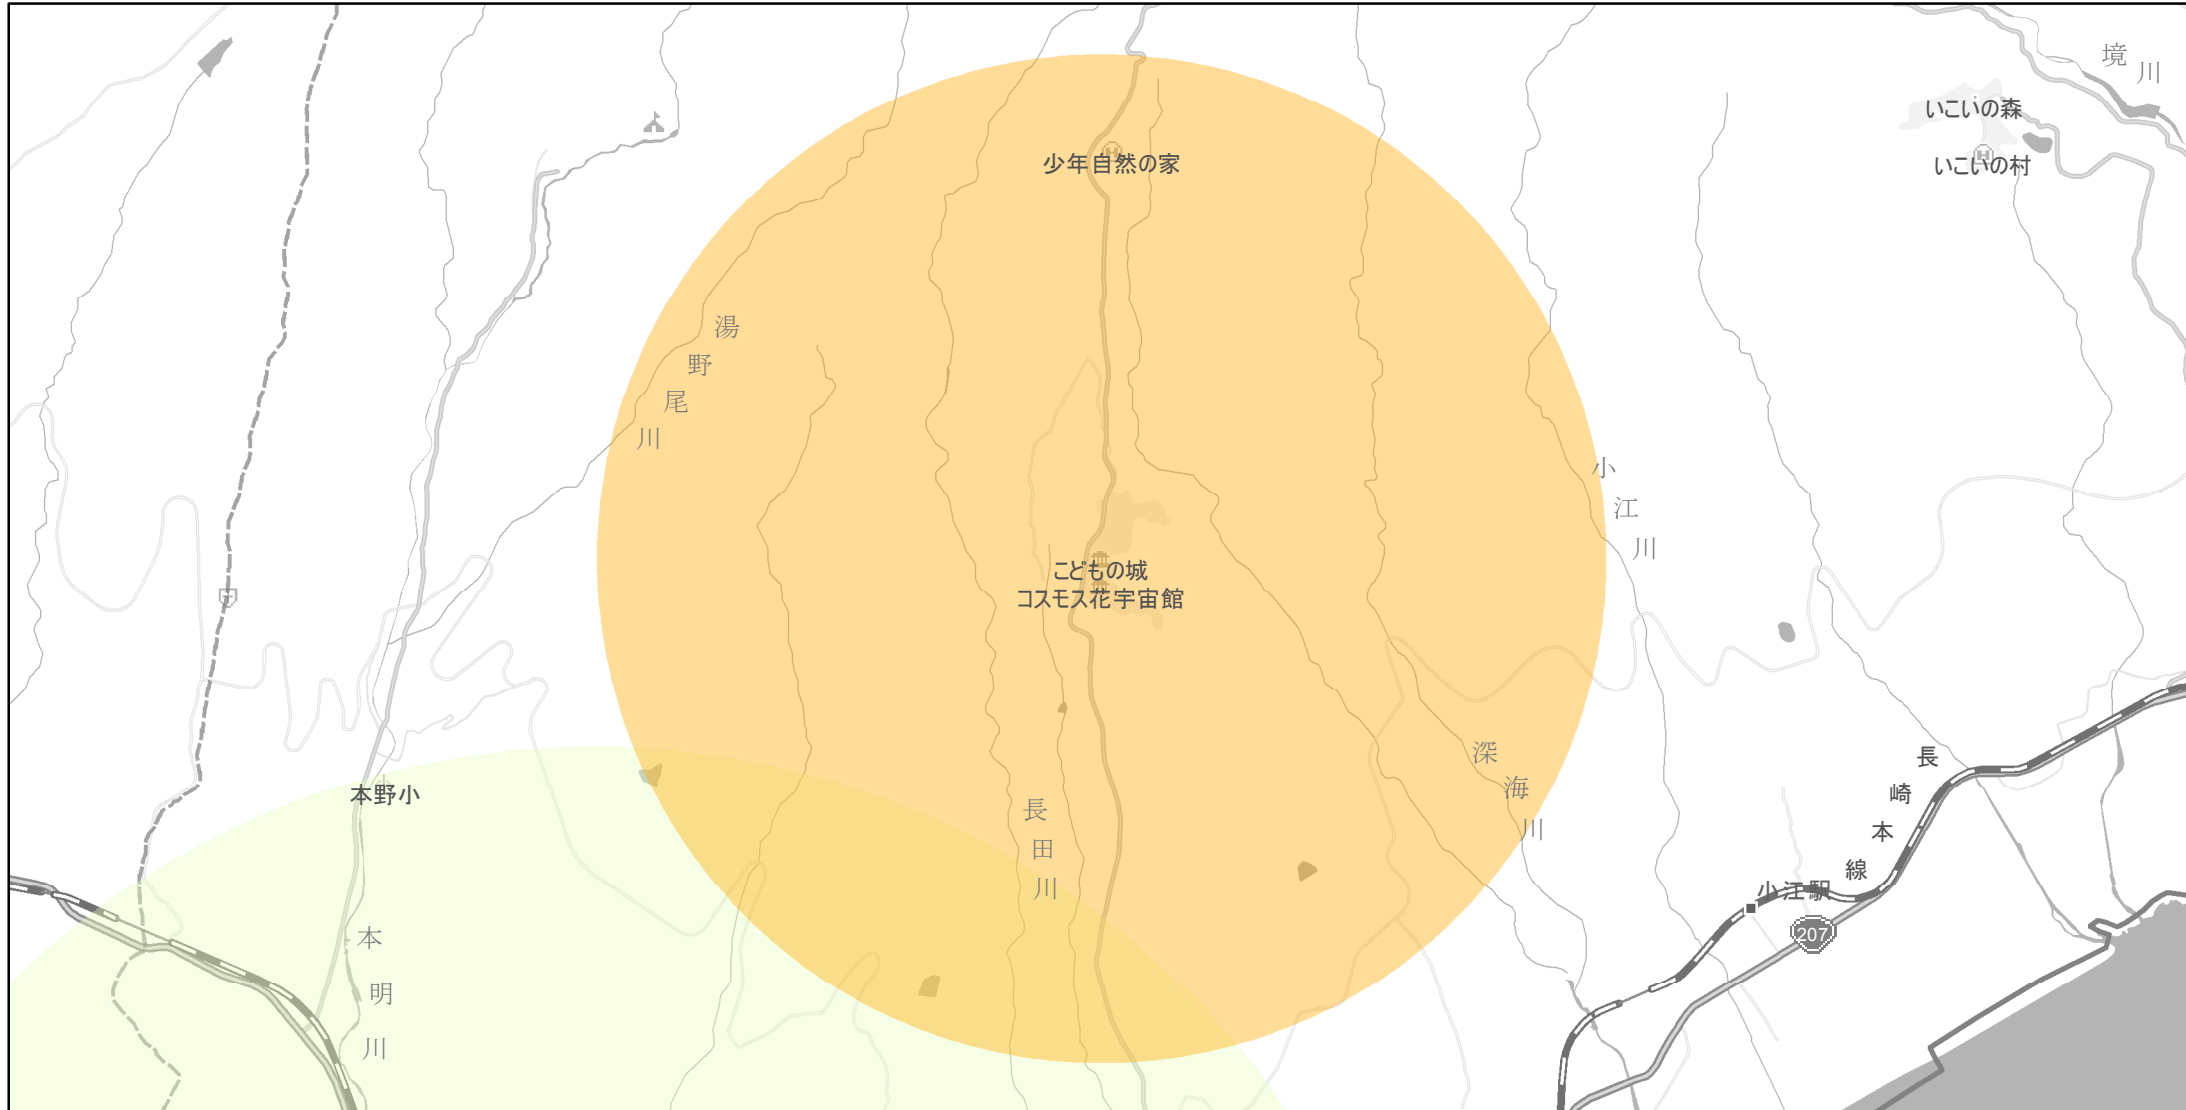 境川
いこいの森
いこいの村
少年自然の家
湯野尾川
小江川
こどもの城
コスモス花宇宙館
深海川
長崎本線
本野小
長田川
小江駅
207
本明川